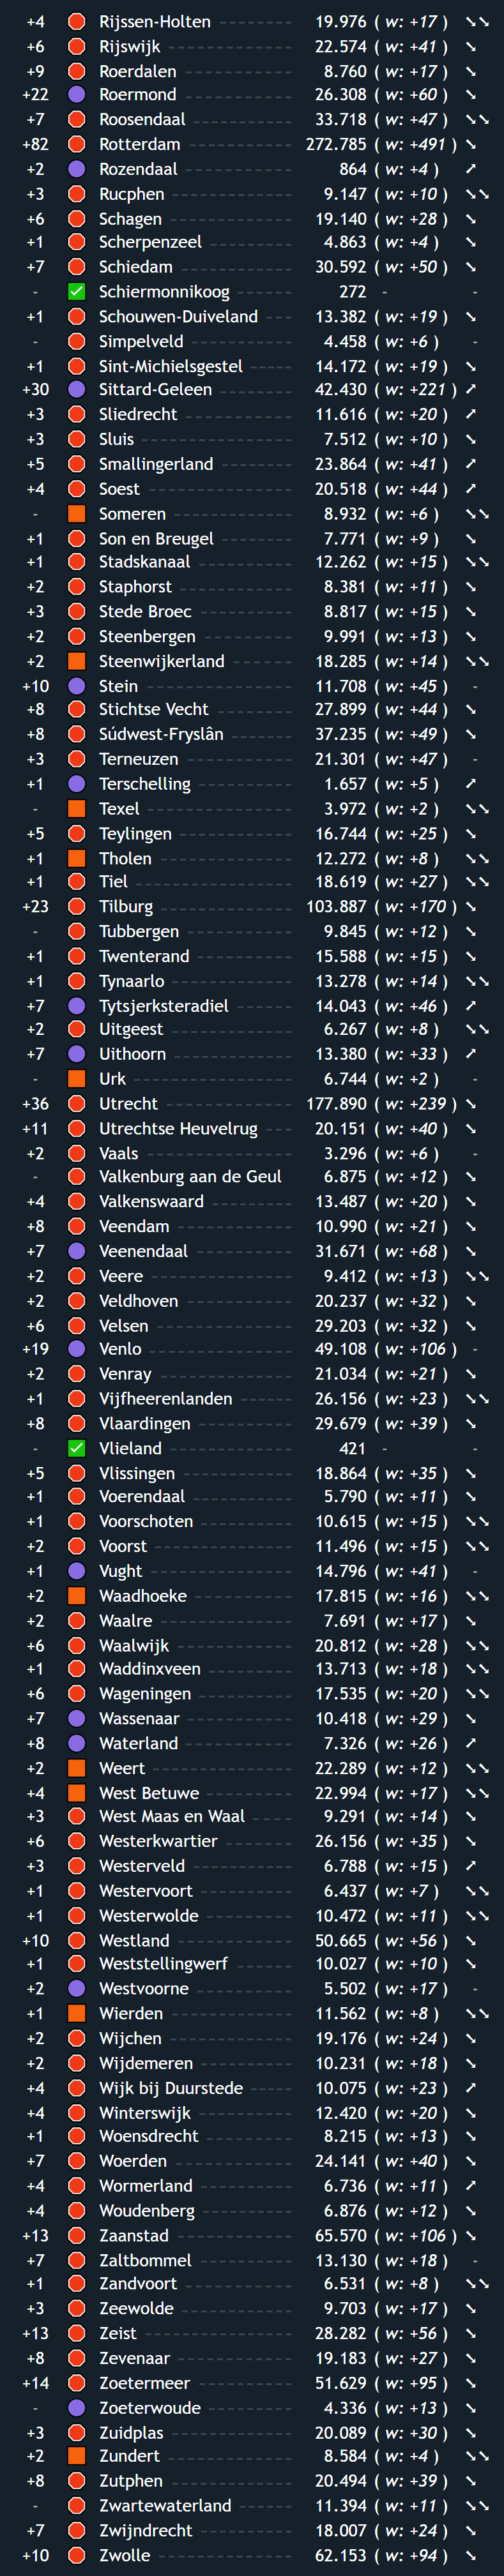 +4 Rijssen-Holten 19.976 ( w: +17 ) ➘➘
+6 Rijswijk 22.574 ( w: +41 ) ➘
+9 Roerdalen 8.760 ( w: +17 ) ➘
+22 Roermond 26.308 ( w: +60 ) ➘
+7 Roosendaal 33.718 ( w: +47 ) ➘➘
+82 Rotterdam 272.785 ( w: +491 ) ➘
+2 Rozendaal 864 ( w: +4 ) ➚
+3 Rucphen 9.147 ( w: +10 ) ➘➘
+6 Schagen 19.140 ( w: +28 ) ➘
+1 Scherpenzeel 4.863 ( w: +4 ) ➘
+7 Schiedam 30.592 ( w: +50 ) ➘
- Schiermonnikoog 272 - -
+1 Schouwen-Duiveland 13.382 ( w: +19 ) ➘
- Simpelveld 4.458 ( w: +6 ) -
+1 Sint-Michielsgestel 14.172 ( w: +19 ) ➘
+30 Sittard-Geleen 42.430 ( w: +221 ) ➚
+3 Sliedrecht 11.616 ( w: +20 ) ➚
+3 Sluis 7.512 ( w: +10 ) ➘
+5 Smallingerland 23.864 ( w: +41 ) ➚
+4 Soest 20.518 ( w: +44 ) ➚
- Someren 8.932 ( w: +6 ) ➘➘
+1 Son en Breugel 7.771 ( w: +9 ) ➘
+1 Stadskanaal 12.262 ( w: +15 ) ➘➘
+2 Staphorst 8.381 ( w: +11 ) ➘
+3 Stede Broec 8.817 ( w: +15 ) ➘
+2 Steenbergen 9.991 ( w: +13 ) ➘
+2 Steenwijkerland 18.285 ( w: +14 ) ➘➘
+10 Stein 11.708 ( w: +45 ) -
+8 Stichtse Vecht 27.899 ( w: +44 ) ➘
+8 Súdwest-Fryslân 37.235 ( w: +49 ) ➘
+3 Terneuzen 21.301 ( w: +47 ) -
+1 Terschelling 1.657 ( w: +5 ) ➚
- Texel 3.972 ( w: +2 ) ➘➘
+5 Teylingen 16.744 ( w: +25 ) ➘
+1 Tholen 12.272 ( w: +8 ) ➘➘
+1 Tiel 18.619 ( w: +27 ) ➘➘
+23 Tilburg 103.887 ( w: +170 ) ➘
- Tubbergen 9.845 ( w: +12 ) ➘
+1 Twenterand 15.588 ( w: +15 ) ➘
+1 Tynaarlo 13.278 ( w: +14 ) ➘➘
+7 Tytsjerksteradiel 14.043 ( w: +46 ) ➚
+2 Uitgeest 6.267 ( w: +8 ) ➘➘
+7 Uithoorn 13.380 ( w: +33 ) ➚
- Urk 6.744 ( w: +2 ) -
+36 Utrecht 177.890 ( w: +239 ) ➘
+11 Utrechtse Heuvelrug 20.151 ( w: +40 ) ➘
+2 Vaals 3.296 ( w: +6 ) -
- Valkenburg aan de Geul 6.875 ( w: +12 ) ➘
+4 Valkenswaard 13.487 ( w: +20 ) ➘
+8 Veendam 10.990 ( w: +21 ) ➘
+7 Veenendaal 31.671 ( w: +68 ) ➘
+2 Veere 9.412 ( w: +13 ) ➘➘
+2 Veldhoven 20.237 ( w: +32 ) ➘
+6 Velsen 29.203 ( w: +32 ) ➘
+19 Venlo 49.108 ( w: +106 ) -
+2 Venray 21.034 ( w: +21 ) ➘
+1 Vijfheerenlanden 26.156 ( w: +23 ) ➘➘
+8 Vlaardingen 29.679 ( w: +39 ) ➘
- Vlieland 421 - -
+5 Vlissingen 18.864 ( w: +35 ) ➘
+1 Voerendaal 5.790 ( w: +11 ) ➘
+1 Voorschoten 10.615 ( w: +15 ) ➘➘
+2 Voorst 11.496 ( w: +15 ) ➘➘
+1 Vught 14.796 ( w: +41 ) -
+2 Waadhoeke 17.815 ( w: +16 ) ➘➘
+2 Waalre 7.691 ( w: +17 ) ➘
+6 Waalwijk 20.812 ( w: +28 ) ➘➘
+1 Waddinxveen 13.713 ( w: +18 ) ➘➘
+6 Wageningen 17.535 ( w: +20 ) ➘➘
+7 Wassenaar 10.418 ( w: +29 ) ➘
+8 Waterland 7.326 ( w: +26 ) ➚
+2 Weert 22.289 ( w: +12 ) ➘➘
+4 West Betuwe 22.994 ( w: +17 ) ➘➘
+3 West Maas en Waal 9.291 ( w: +14 ) ➘
+6 Westerkwartier 26.156 ( w: +35 ) ➘
+3 Westerveld 6.788 ( w: +15 ) ➚
+1 Westervoort 6.437 ( w: +7 ) ➘➘
+1 Westerwolde 10.472 ( w: +11 ) ➘➘
+10 Westland 50.665 ( w: +56 ) ➘
+1 Weststellingwerf 10.027 ( w: +10 ) ➘
+2 Westvoorne 5.502 ( w: +17 ) -
+1 Wierden 11.562 ( w: +8 ) ➘➘
+2 Wijchen 19.176 ( w: +24 ) ➘
+2 Wijdemeren 10.231 ( w: +18 ) ➘
+4 Wijk bij Duurstede 10.075 ( w: +23 ) ➚
+4 Winterswijk 12.420 ( w: +20 ) ➘
+1 Woensdrecht 8.215 ( w: +13 ) ➘
+7 Woerden 24.141 ( w: +40 ) ➘
+4 Wormerland 6.736 ( w: +11 ) ➚
+4 Woudenberg 6.876 ( w: +12 ) ➘
+13 Zaanstad 65.570 ( w: +106 ) ➘
+7 Zaltbommel 13.130 ( w: +18 ) -
+1 Zandvoort 6.531 ( w: +8 ) ➘➘
+3 Zeewolde 9.703 ( w: +17 ) ➘
+13 Zeist 28.282 ( w: +56 ) ➘
+8 Zevenaar 19.183 ( w: +27 ) ➘
+14 Zoetermeer 51.629 ( w: +95 ) ➘
- Zoeterwoude 4.336 ( w: +13 ) ➘
+3 Zuidplas 20.089 ( w: +30 ) ➘
+2 Zundert 8.584 ( w: +4 ) ➘➘
+8 Zutphen 20.494 ( w: +39 ) ➘
- Zwartewaterland 11.394 ( w: +11 ) ➘➘
+7 Zwijndrecht 18.007 ( w: +24 ) ➘
+10 Zwolle 62.153 ( w: +94 ) ➘